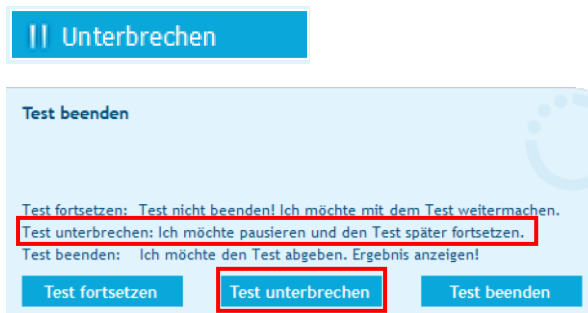 Unterbrechen
Test beenden
Test fortsetzen: Test nicht beenden! Ich möchte mit dem Test weitermachen.
Test unterbrechen: Ich möchte pausieren und den Test später fortsetzen.
Test beenden: Ich möchte den Test abgeben. Ergebnis anzeigen!
Test fortsetzen Test unterbrechen Test beenden